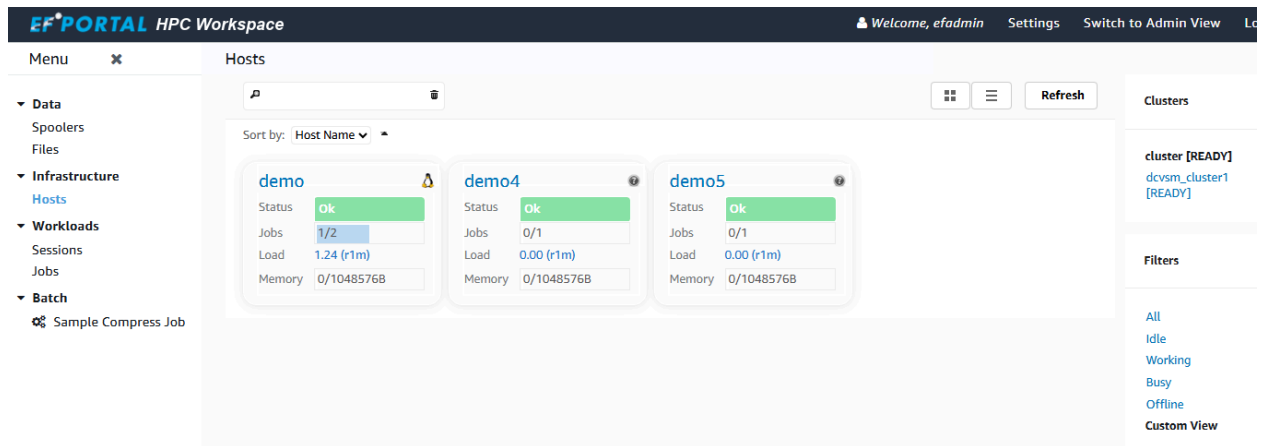 EF PORTAL HPC Workspace
Welcome, efadmin Settings Switch to Admin View Lo
Menu
Hosts
Data
Spoolers
Files
Infrastructure
Hosts
Workloads
Sessions
Jobs
Batch
Sample Compress Job
Refresh
Sort by: Host Name
demo
Status Ok
Jobs 1/2
Load 1.24 (r1m)
Memory 0/1048576B
demo4
Status Ok
Jobs 0/1
Load 0.00 (r1m)
Memory 0/1048576B
demo5
Status Ok
Jobs 0/1
Load 0.00 (r1m)
Memory 0/1048576B
Clusters
cluster [READY]
dcvsm_cluster1
[READY]
Filters
All
Idle
Working
Busy
Offline
Custom View